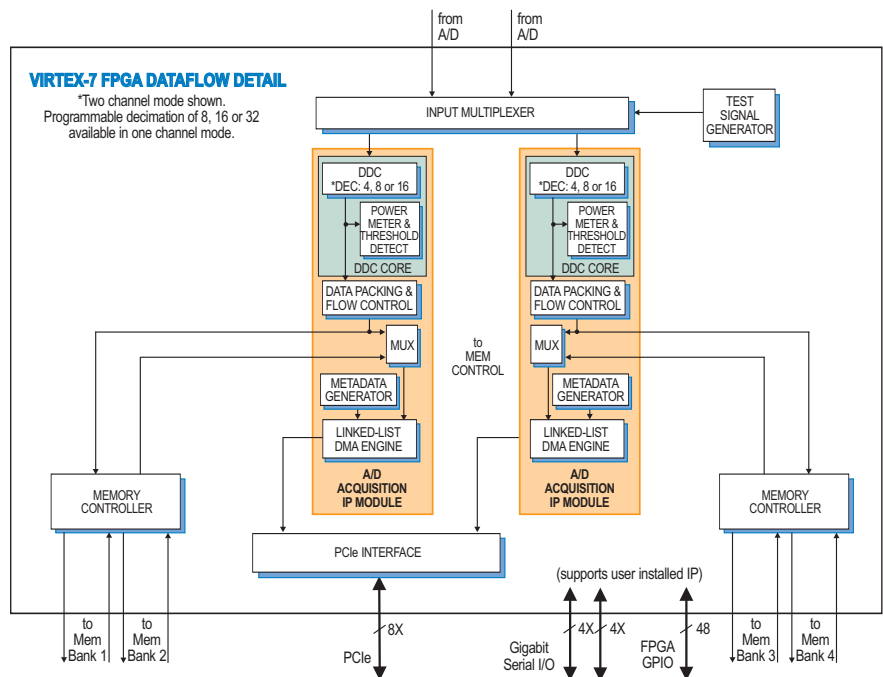 from
A/D
from
A/D
VIRTEX-7 FPGA DATAFLOW DETAIL
*Two channel mode shown.
Programmable decimation of 8, 16 or 32
available in one channel mode.
INPUT MULTIPLEXER
TEST
SIGNAL
GENERATOR
DDC
*DEC: 4, 8 or 16
POWER
METER &
THRESHOLD
DETECT
DDC CORE
DATA PACKING &
FLOW CONTROL
MUX
METADATA
GENERATOR
LINKED-LIST
DMA ENGINE
A/D
ACQUISITION
IP MODULE
to
MEM
CONTROL
DDC
*DEC: 4, 8 or 16
POWER
METER &
THRESHOLD
DETECT
DDC CORE
DATA PACKING &
FLOW CONTROL
MUX
METADATA
GENERATOR
LINKED-LIST
DMA ENGINE
A/D
ACQUISITION
IP MODULE
MEMORY
CONTROLLER
MEMORY
CONTROLLER
PCIe INTERFACE
(supports user installed IP)
to
Mem
Bank 1
to
Mem
Bank 2
8X
PCIe
4X
4X
Gigabit
Serial I/O
48
FPGA
GPIO
to
Mem
Bank 3
to
Mem
Bank 4